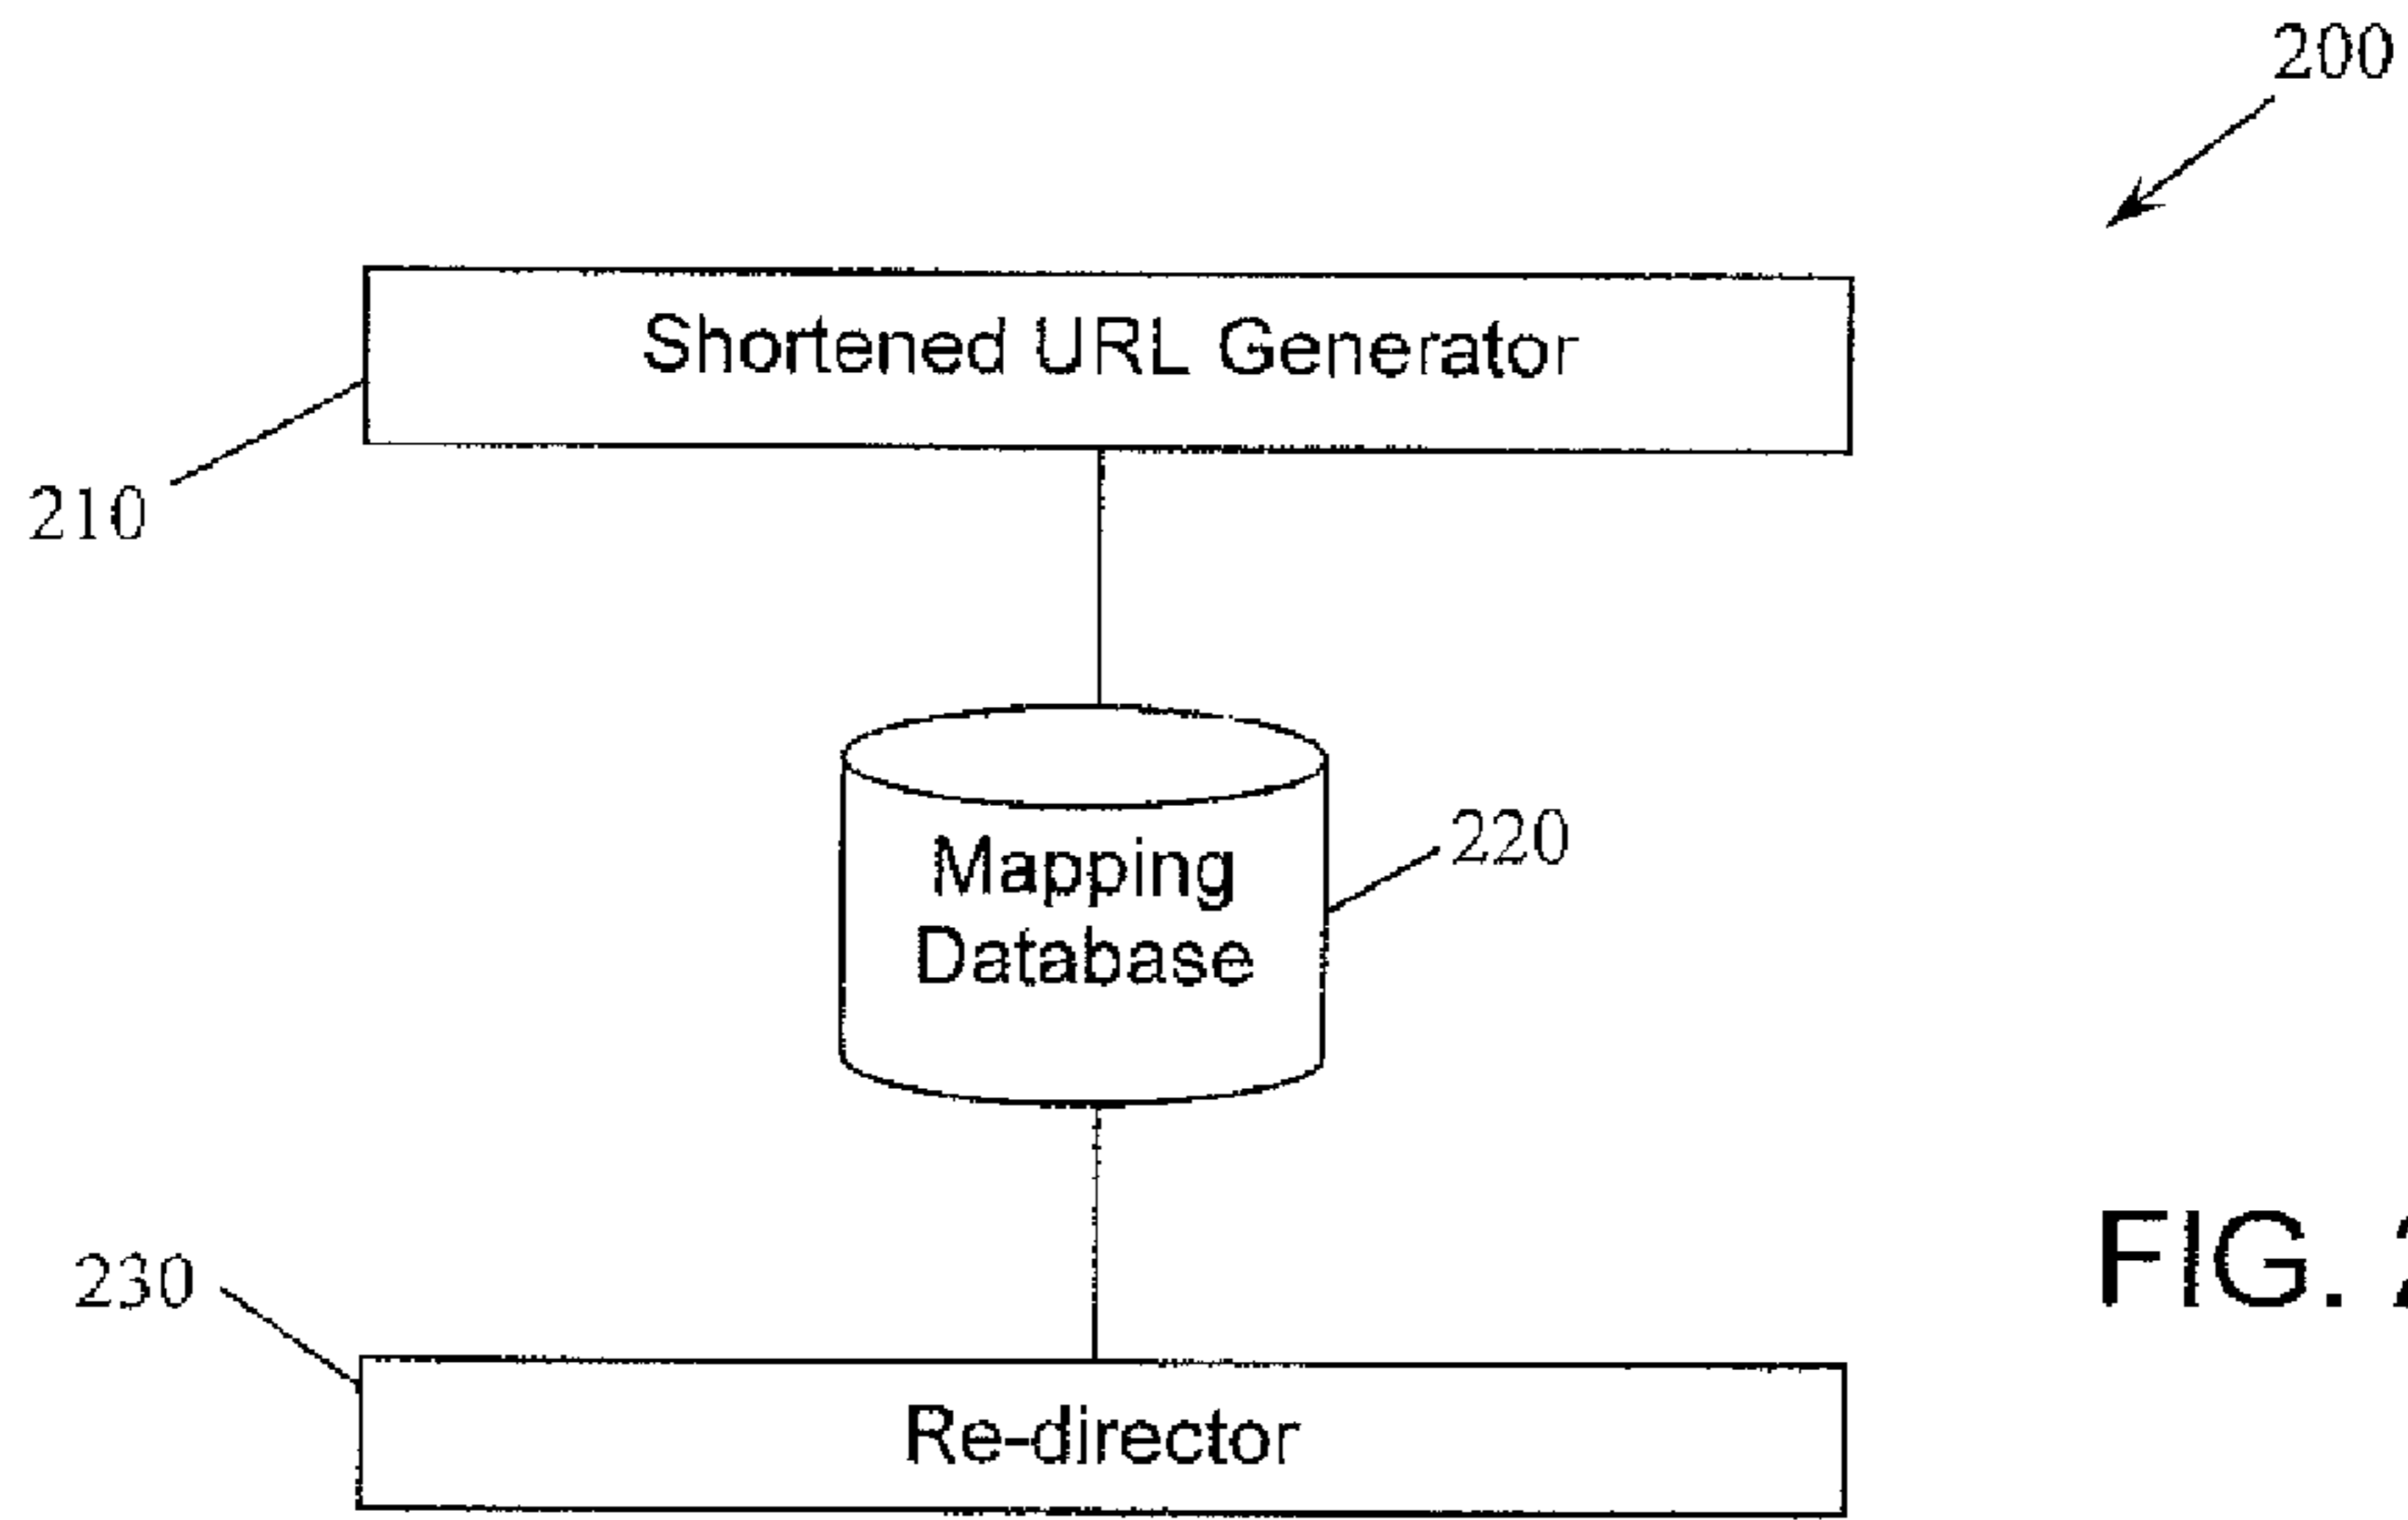 200
Shortened URL Generator
210
Mapping
Database
220
230
Re-director
FIG.